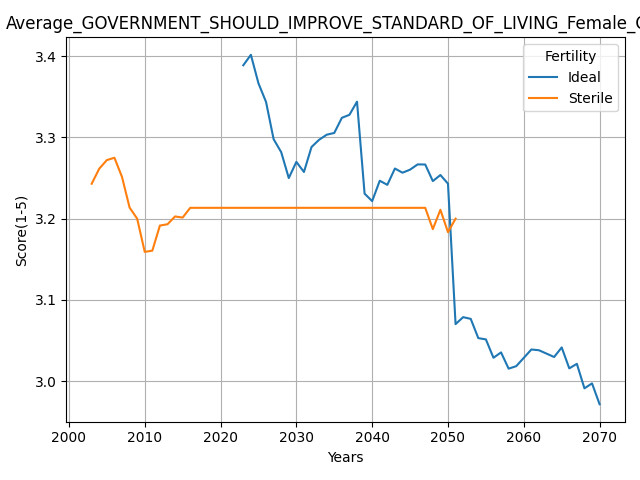 Average_GOVERNMENT_SHOULD_IMPROVE_STANDARD_OF_LIVING_Female_
Fertility
Ideal
Sterile
Score(1-5)
3.4
3.3
3.2
3.1
3.0
2000 2010 2020 2030 2040 2050 2060 2070
Years